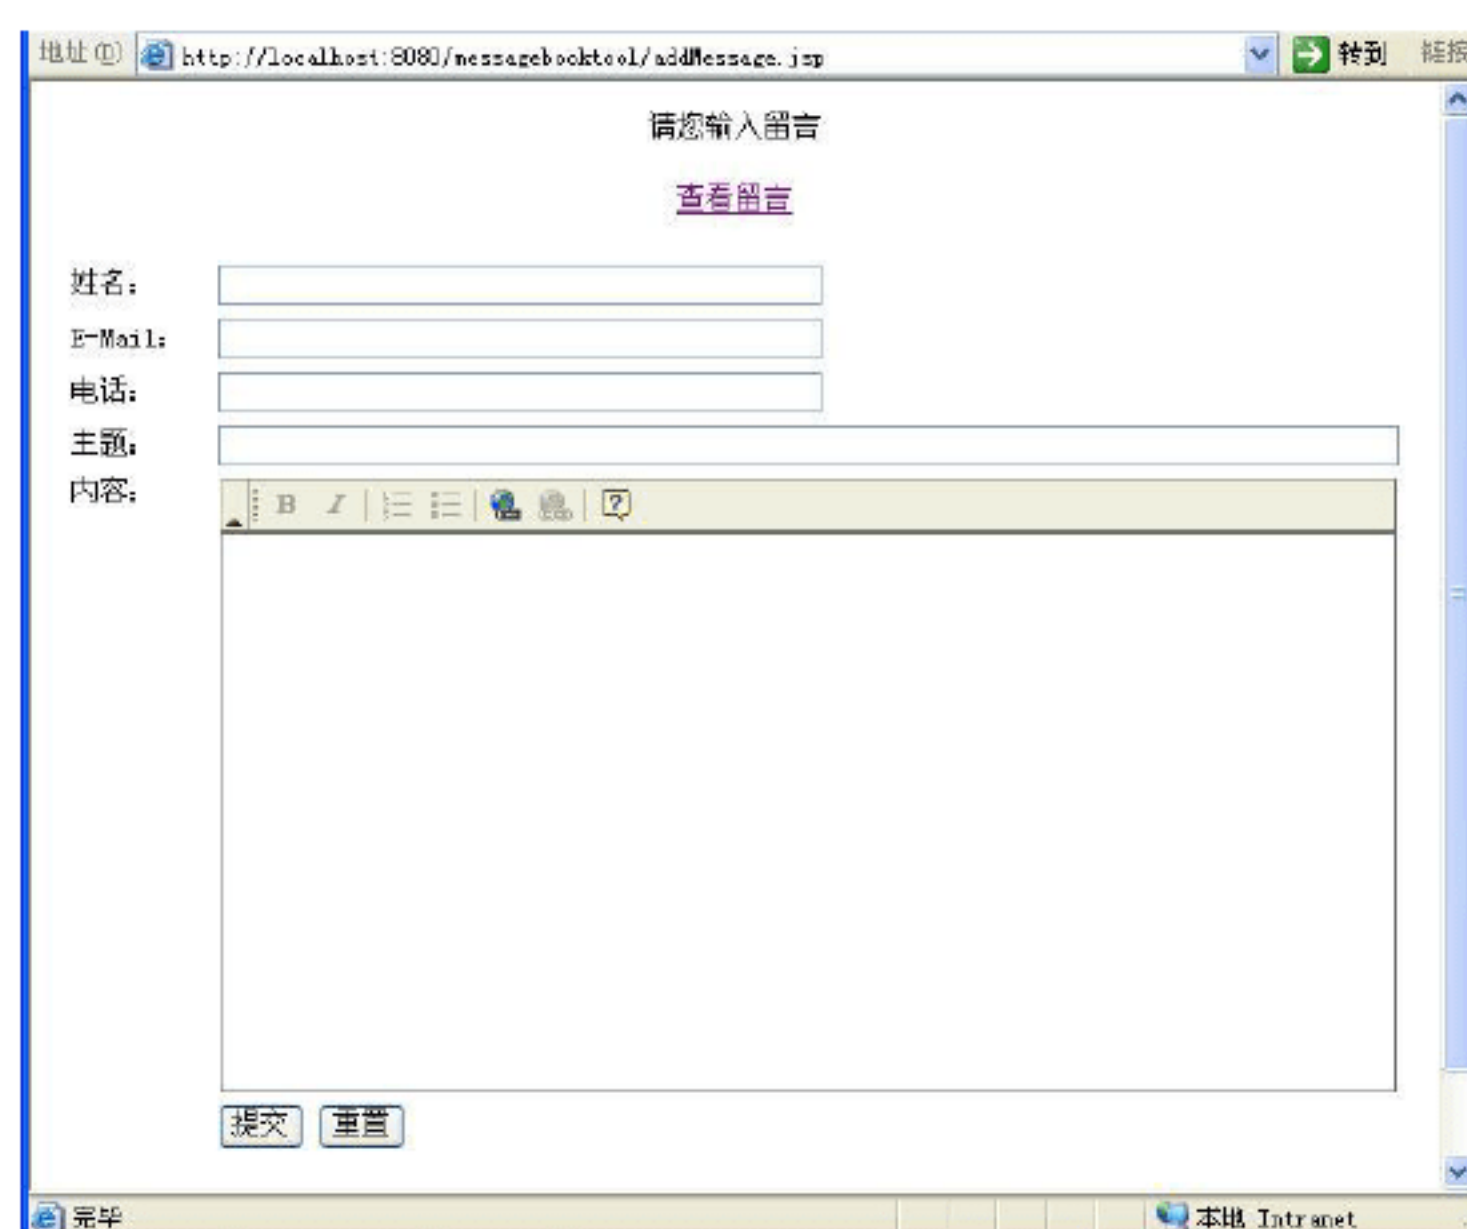 地址(D) http://localhost:8080/messagebooktool/addMessage.jsp 转到 链接
请您输入留言
查看留言
姓名:
E-Mail:
电话:
主题:
内容:
B I
提交 重置
完毕 本地 Intranet